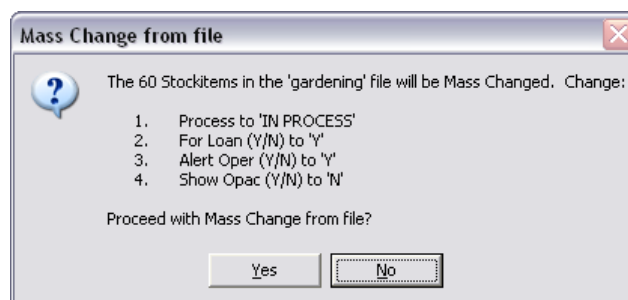 Mass Change from file
The 60 Stockitems in the 'gardening' file will be Mass Changed.  Change:
1. Process to 'IN PROCESS'
2. For Loan (Y/N) to 'Y'
3. Alert Oper (Y/N) to 'Y'
4. Show Opac (Y/N) to 'N'
Proceed with Mass Change from file?
Yes No